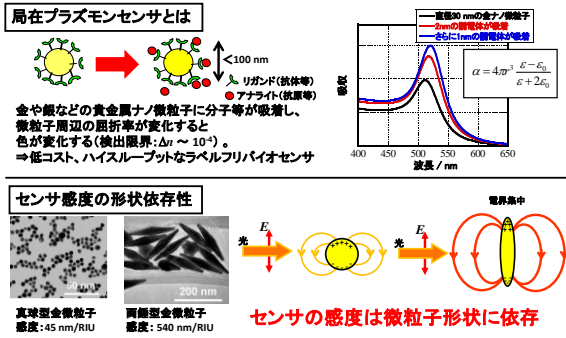 局在プラズモンセンサとは
<100 nm
リガンド(抗体等)
アナライト(抗原等)
金や銀などの貴金属ナノ微粒子に分子等が吸着し、
微粒子周辺の屈折率が変化すると
色が変化する(検出限界:Δn ～ 10⁻⁴) 。
⇒低コスト、ハイスループットなラベルフリバイオセンサ
直径30 nmの金ナノ微粒子
2nmの誘電体が吸着
さらに1nmの誘電体が吸着
α = 4πr³ (ε − ε₀)/(ε + 2ε₀)
吸収
400 450 500 550 600 650
波長 / nm
センサ感度の形状依存性
60 nm
200 nm
真球型金微粒子
感度:45 nm/RIU
両錘型金微粒子
感度: 540 nm/RIU
光
E
光
E
電界集中
センサの感度は微粒子形状に依存